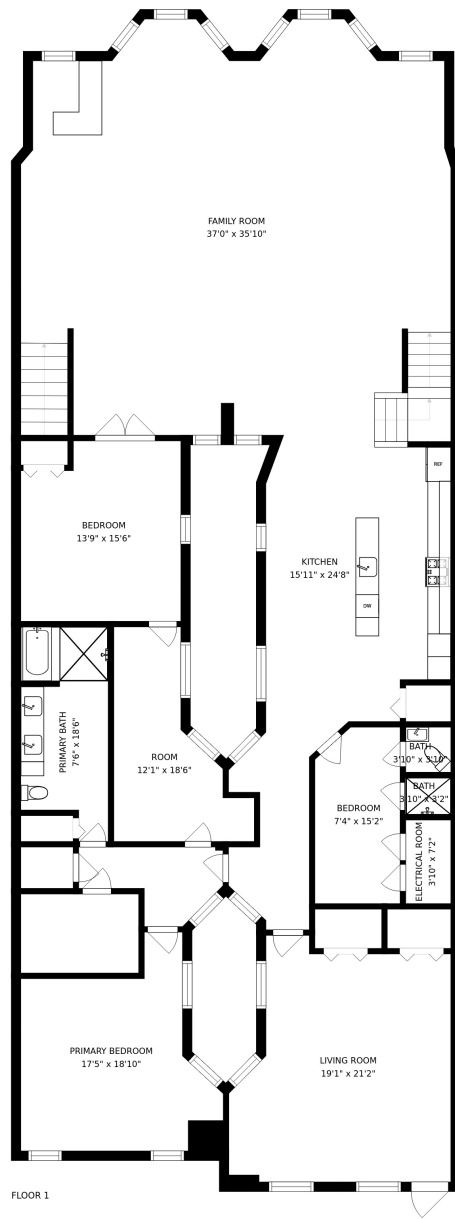 FAMILY ROOM
37'0" x 35'10"
REF
BEDROOM
13'9" x 15'6"
KITCHEN
15'11" x 24'8"
DW
PRIMARY BATH
7'6" x 18'6"
ROOM
12'1" x 18'6"
BATH
3'10" x 3'10"
BATH
3'10" x 3'2"
BEDROOM
7'4" x 15'2"
ELECTRICAL ROOM
3'10" x 7'2"
PRIMARY BEDROOM
17'5" x 18'10"
LIVING ROOM
19'1" x 21'2"
FLOOR 1